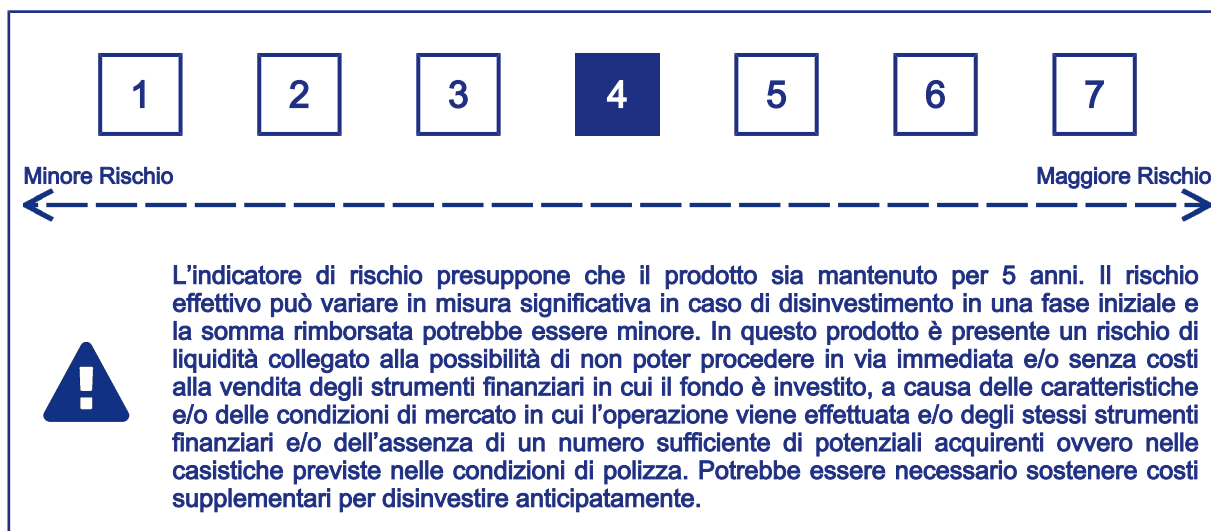 1 2 3 4 5 6 7
Minore Rischio Maggiore Rischio
L'indicatore di rischio presuppone che il prodotto sia mantenuto per 5 anni. Il rischio
effettivo può variare in misura significativa in caso di disinvestimento in una fase iniziale e
la somma rimborsata potrebbe essere minore. In questo prodotto è presente un rischio di
liquidità collegato alla possibilità di non poter procedere in via immediata e/o senza costi
alla vendita degli strumenti finanziari in cui il fondo è investito, a causa delle caratteristiche
e/o delle condizioni di mercato in cui l'operazione viene effettuata e/o degli stessi strumenti
finanziari e/o dell'assenza di un numero sufficiente di potenziali acquirenti ovvero nelle
casistiche previste nelle condizioni di polizza. Potrebbe essere necessario sostenere costi
supplementari per disinvestire anticipatamente.